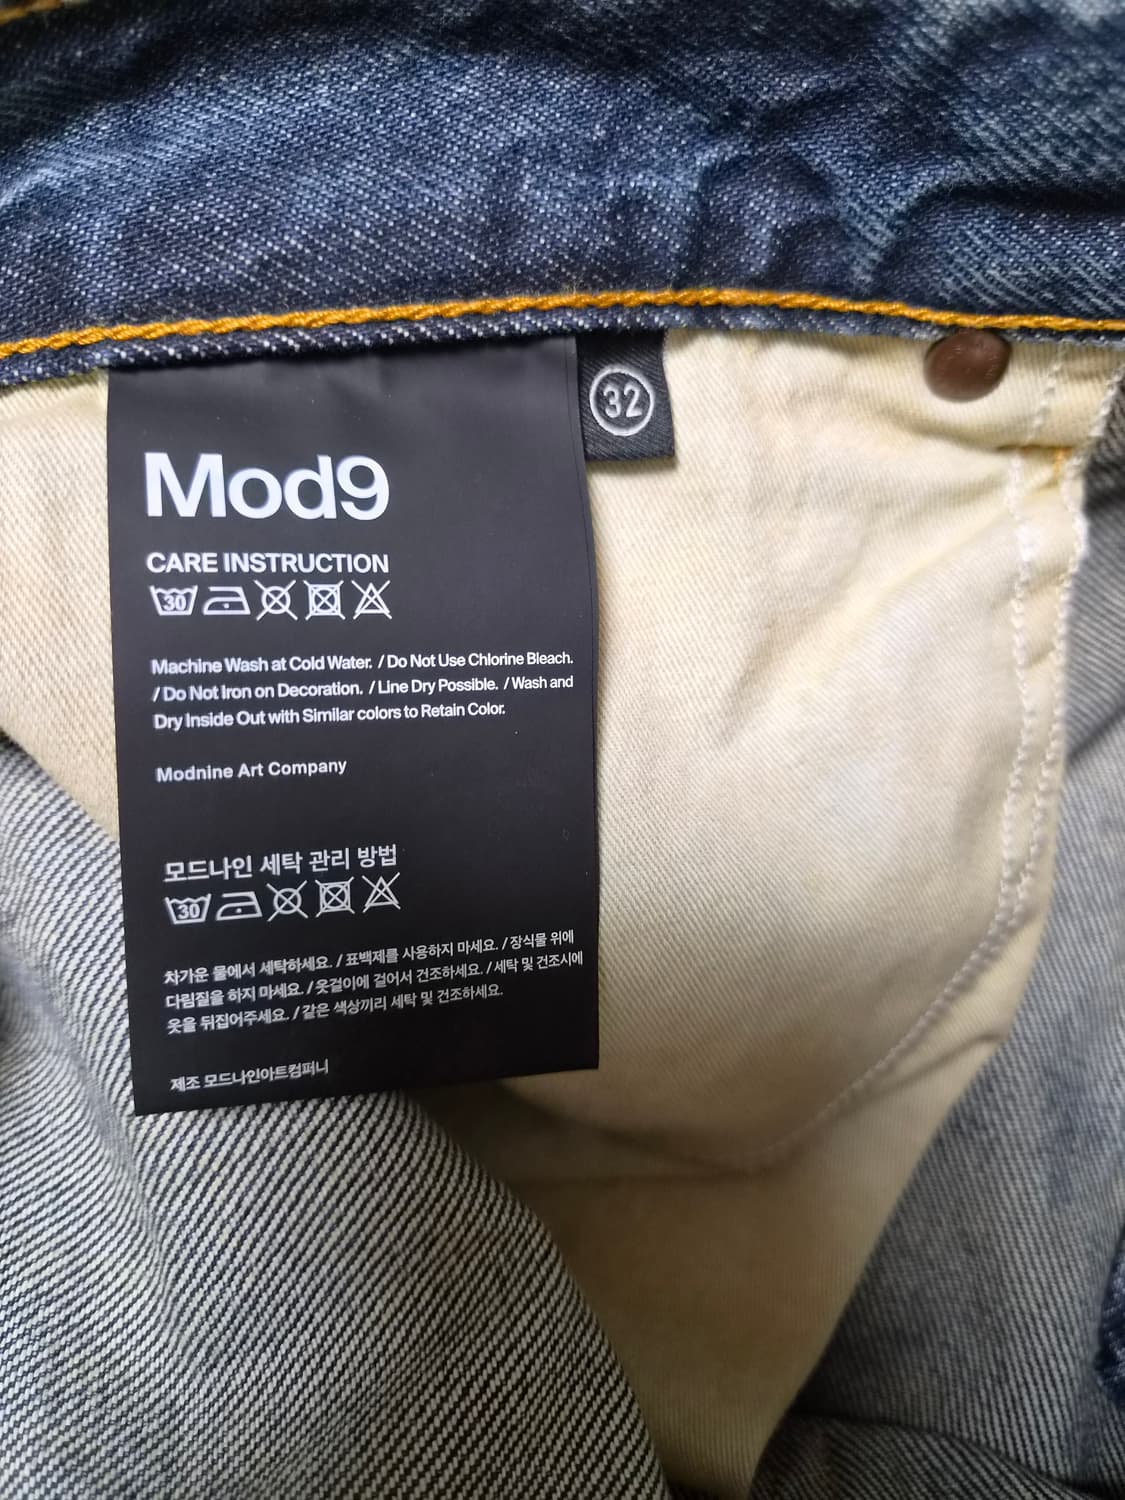 32
Mod9
CARE INSTRUCTION
30
Machine Wash at Cold Water. / Do Not Use Chlorine Bleach.
/ Do Not Iron on Decoration. / Line Dry Possible. / Wash and
Dry Inside Out with Similar colors to Retain Color.
Modnine Art Company
모드나인 세탁 관리 방법
30
차가운 물에서 세탁하세요. / 표백제를 사용하지 마세요. / 장식물 위에
다림질을 하지 마세요. / 옷걸이에 걸어서 건조하세요. / 세탁 및 건조시에
옷을 뒤집어주세요. / 같은 색상끼리 세탁 및 건조하세요.
제조 모드나인아트컴퍼니